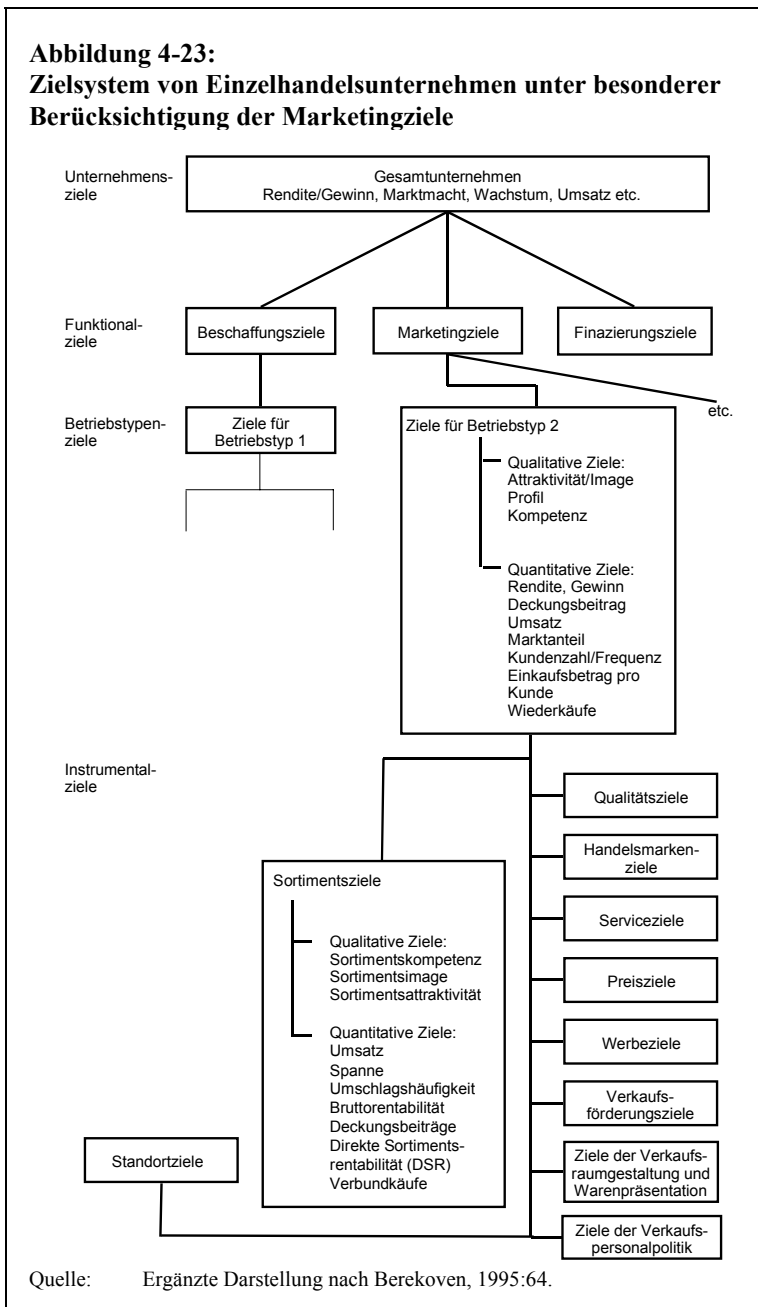 Abbildung 4-23:
Zielsystem von Einzelhandelsunternehmen unter besonderer
Berücksichtigung der Marketingziele
Unternehmens-
ziele
Gesamtunternehmen
Rendite/Gewinn, Marktmacht, Wachstum, Umsatz etc.
Funktional-
ziele
Beschaffungsziele
Marketingziele
Finazierungsziele
etc.
Betriebstypen-
ziele
Ziele für
Betriebstyp 1
Ziele für Betriebstyp 2
Qualitative Ziele:
Attraktivität/Image
Profil
Kompetenz
Quantitative Ziele:
Rendite, Gewinn
Deckungsbeitrag
Umsatz
Marktanteil
Kundenzahl/Frequenz
Einkaufsbetrag pro
Kunde
Wiederkäufe
Instrumental-
ziele
Sortimentsziele
Qualitative Ziele:
Sortimentskompetenz
Sortimentsimage
Sortimentsattraktivität
Quantitative Ziele:
Umsatz
Spanne
Umschlagshäufigkeit
Bruttorentabilität
Deckungsbeiträge
Direkte Sortiments-
rentabilität (DSR)
Verbundkäufe
Qualitätsziele
Handelsmarken-
ziele
Serviceziele
Preisziele
Werbeziele
Verkaufs-
förderungsziele
Ziele der Verkaufs-
raumgestaltung und
Warenpräsentation
Ziele der Verkaufs-
personalpolitik
Standortziele
Quelle: Ergänzte Darstellung nach Berekoven, 1995:64.